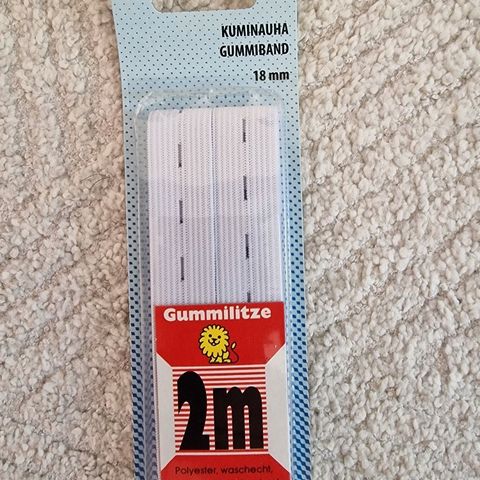 KUMINAUHA
GUMMIBAND
18 mm
Gummilitze
2m
Polyester, waschecht,